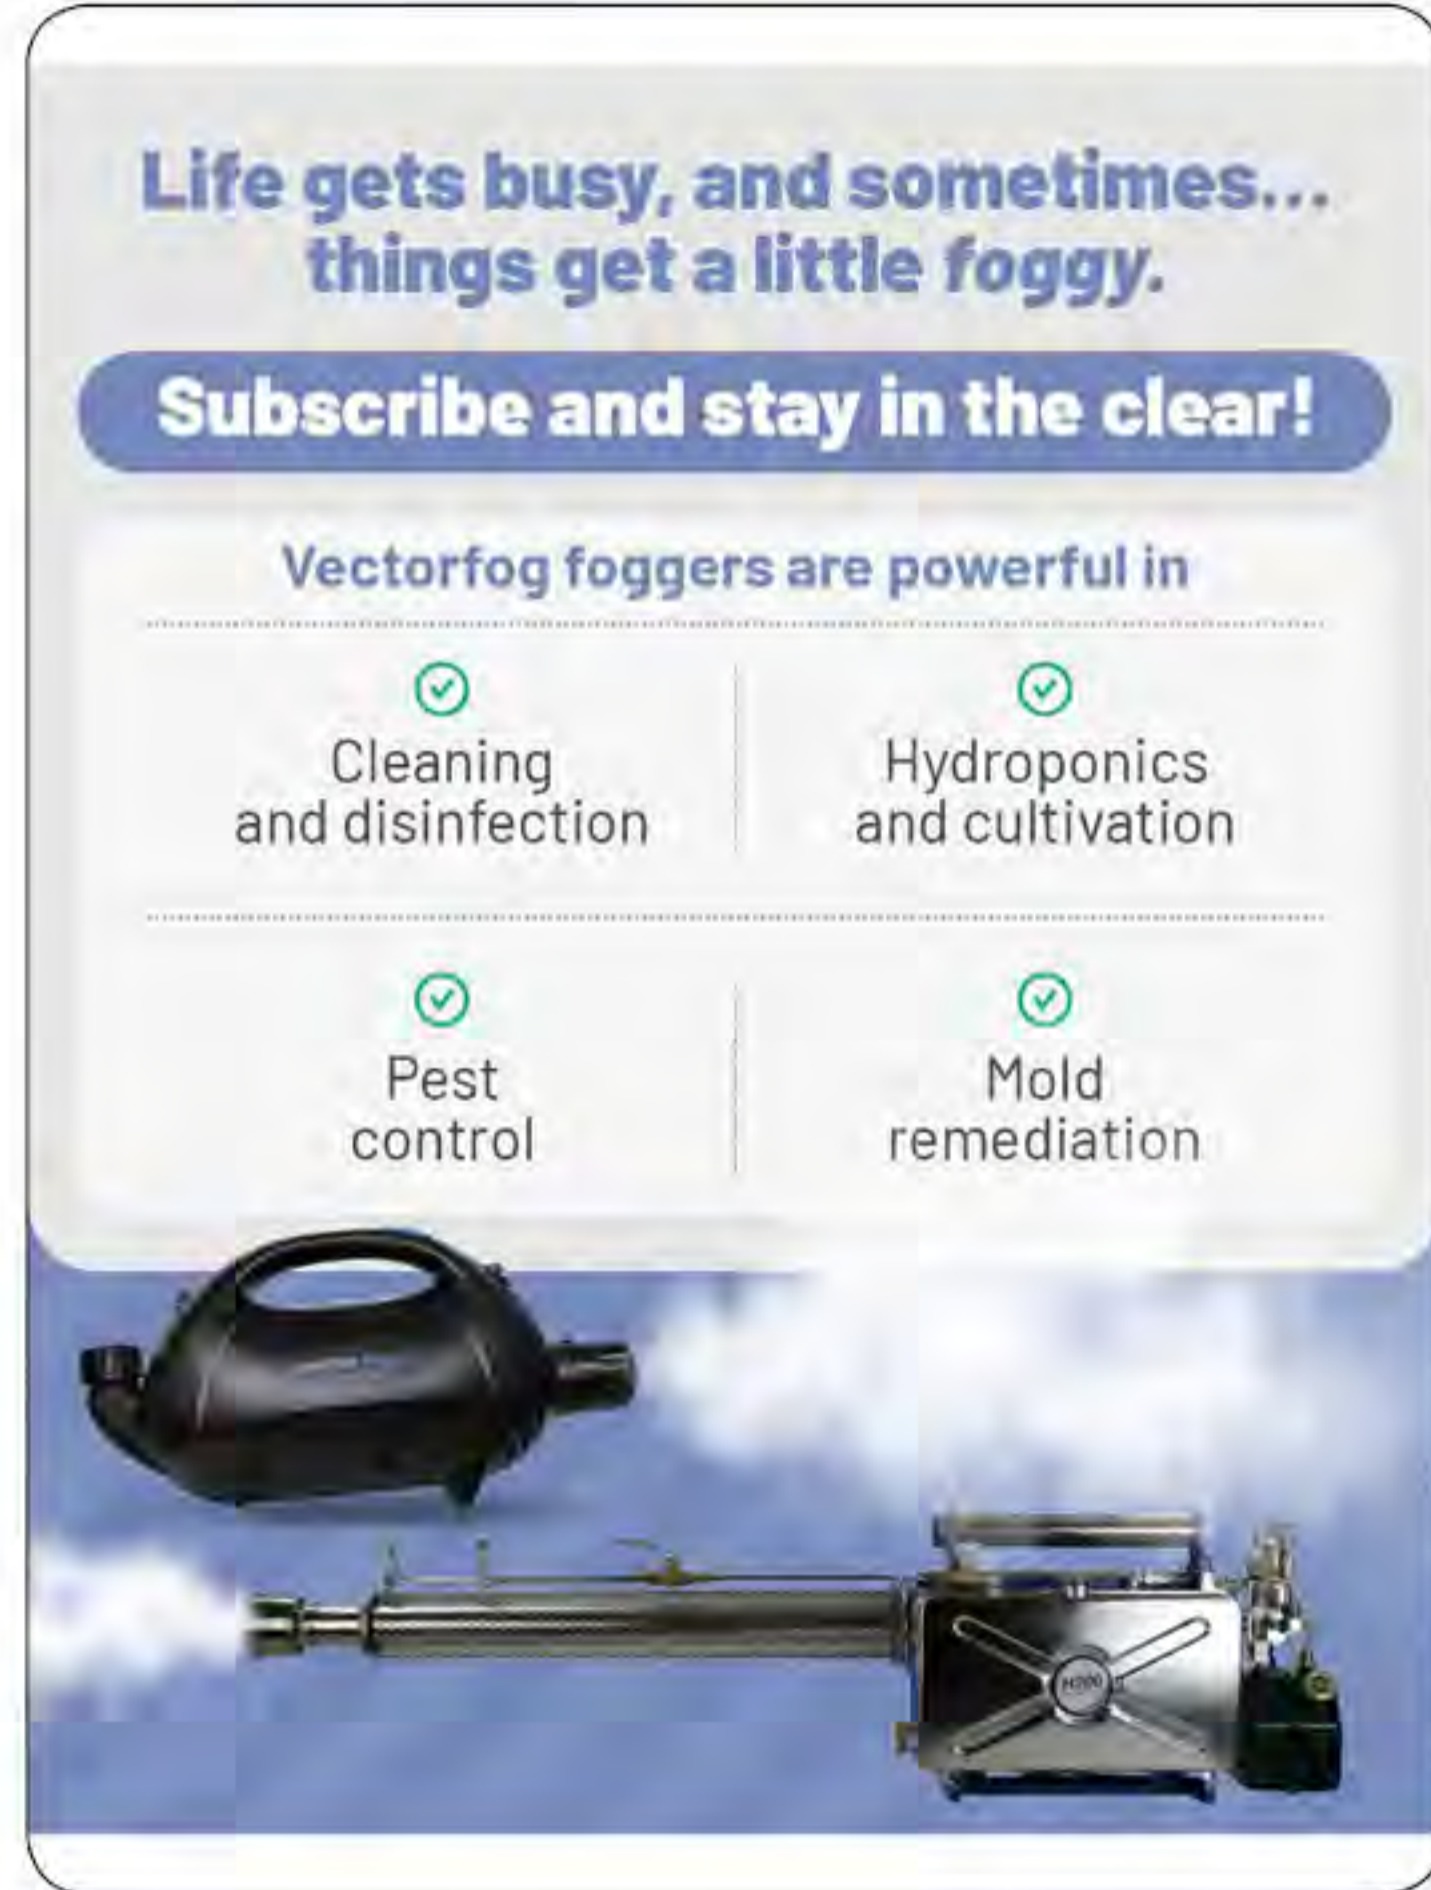 Life gets busy, and sometimes...
things get a little foggy.
Subscribe and stay in the clear!
Vectorfog foggers are powerful in
Cleaning
and disinfection
Hydroponics
and cultivation
Pest
control
Mold
remediation